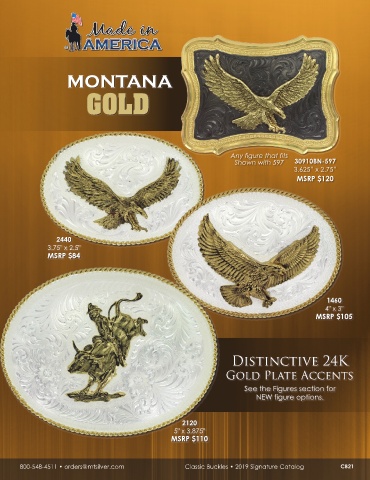 Made in
AMERICA
MONTANA
GOLD
Any figure that fits
Shown with 597
30910BN-597
3.625" x 2.75"
MSRP $120
2440
3.75" x 2.5"
MSRP $84
1460
4" x 3"
MSRP $105
DISTINCTIVE 24K
GOLD PLATE ACCENTS
See the Figures section for
NEW figure options.
2120
5" x 3.875"
MSRP $110
800-548-4511 • orders@mtsilver.com
Classic Buckles • 2019 Signature Catalog
CB21